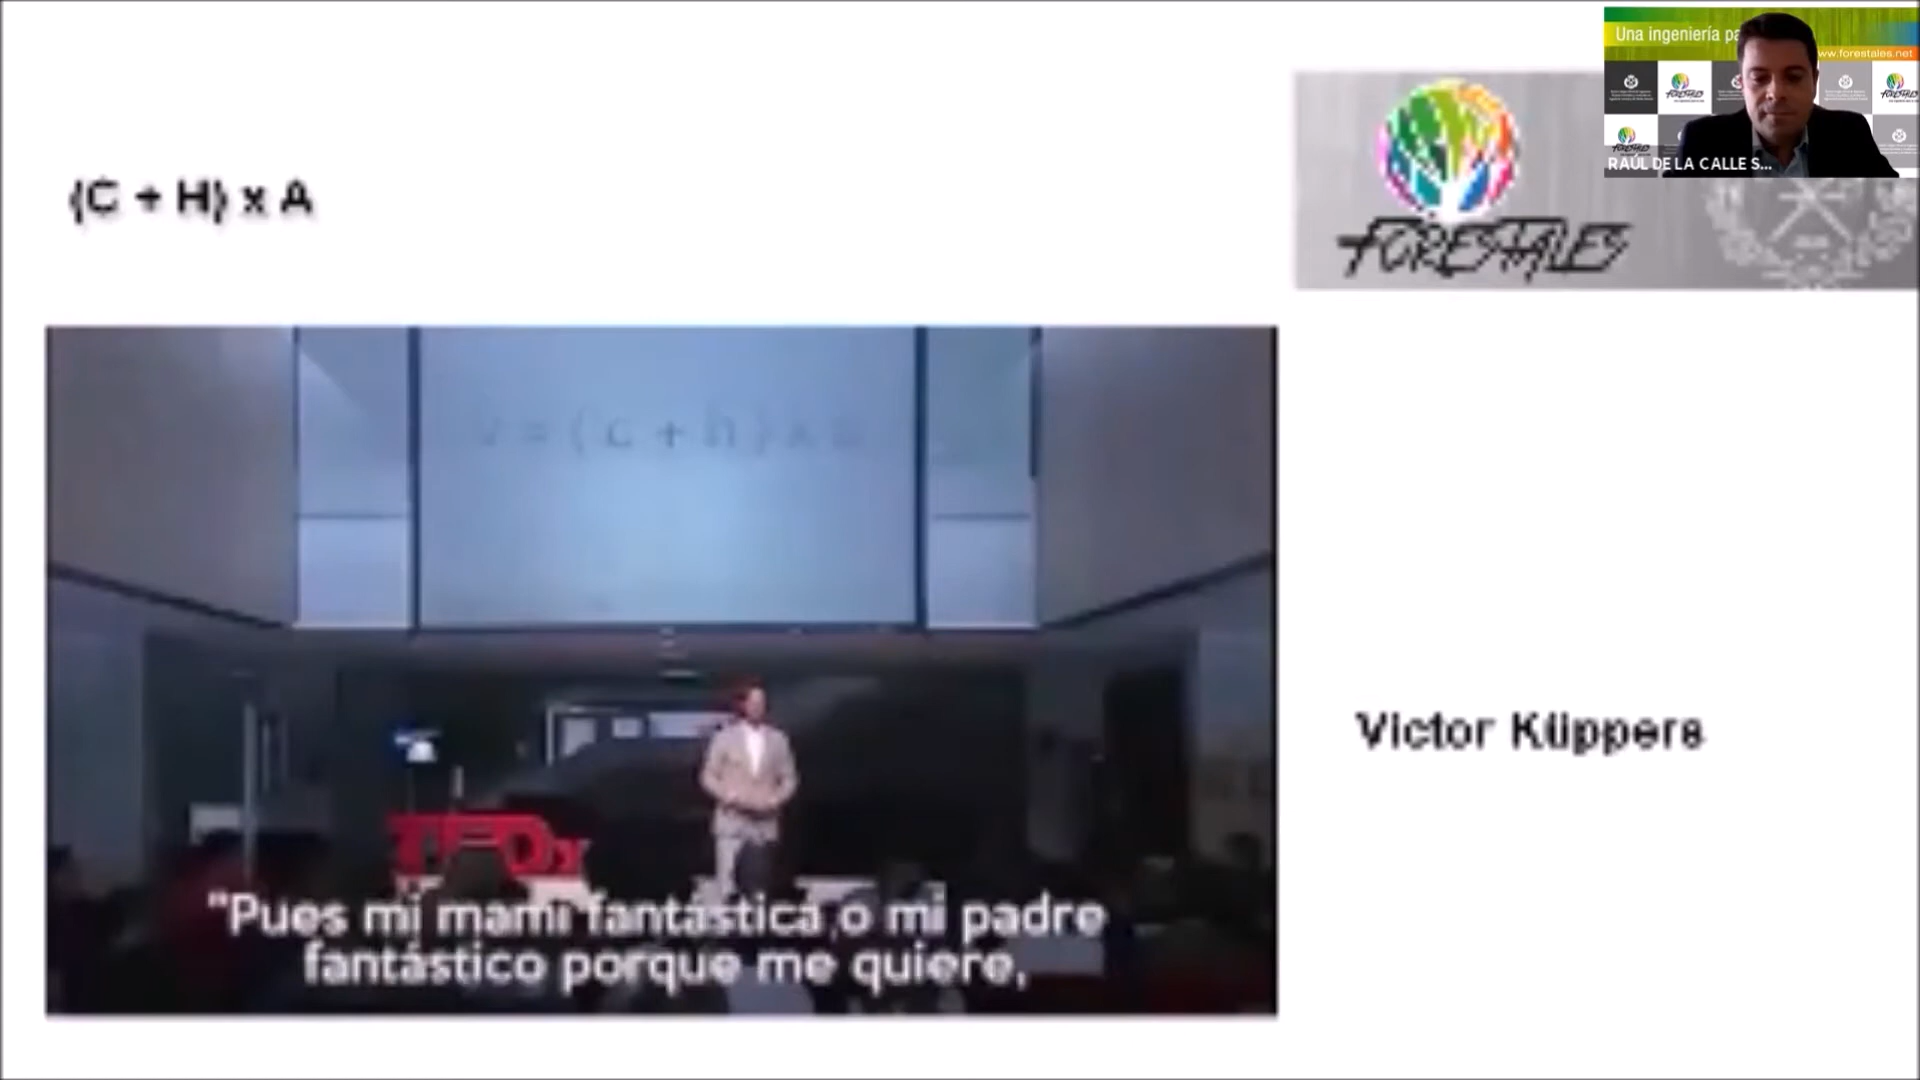 Una ingeniería pa
www.forestales.net
FORESTALES
RAÚL DE LA CALLE S...
(C + H) x A
FORESTALES
V = (C + H) x A
TEDx
"Pues mi mami fantástica o mi padre
fantástico porque me quiere,
Victor Küppers